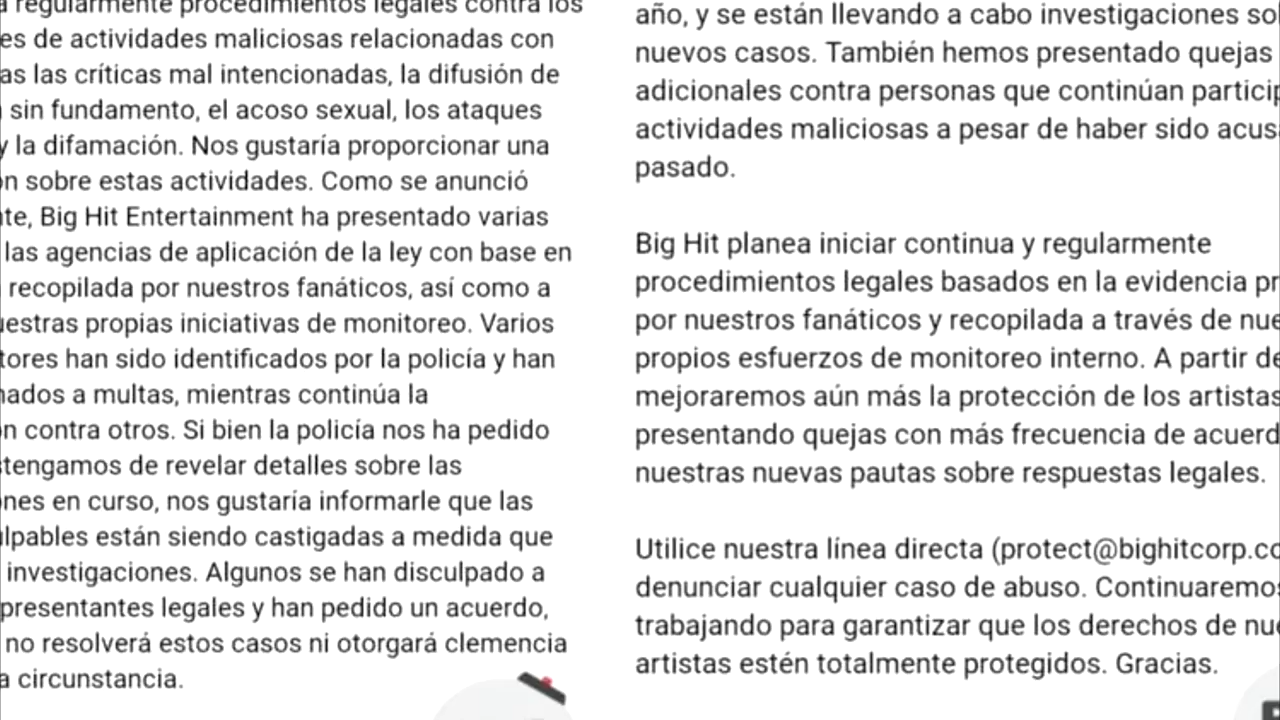 regularmente procedimientos legales contra los
es de actividades maliciosas relacionadas con
as las críticas mal intencionadas, la difusión de
sin fundamento, el acoso sexual, los ataques
y la difamación. Nos gustaría proporcionar una
n sobre estas actividades. Como se anunció
te, Big Hit Entertainment ha presentado varias
las agencias de aplicación de la ley con base en
recopilada por nuestros fanáticos, así como a
uestras propias iniciativas de monitoreo. Varios
tores han sido identificados por la policía y han
nados a multas, mientras continúa la
n contra otros. Si bien la policía nos ha pedido
stengamos de revelar detalles sobre las
nes en curso, nos gustaría informarle que las
ulpables están siendo castigadas a medida que
investigaciones. Algunos se han disculpado a
presentantes legales y han pedido un acuerdo,
no resolverá estos casos ni otorgará clemencia
a circunstancia.
año, y se están llevando a cabo investigaciones so
nuevos casos. También hemos presentado quejas
adicionales contra personas que continúan particip
actividades maliciosas a pesar de haber sido acus
pasado.
Big Hit planea iniciar continua y regularmente
procedimientos legales basados en la evidencia pr
por nuestros fanáticos y recopilada a través de nue
propios esfuerzos de monitoreo interno. A partir de
mejoraremos aún más la protección de los artistas
presentando quejas con más frecuencia de acuerd
nuestras nuevas pautas sobre respuestas legales.
Utilice nuestra línea directa (protect@bighitcorp.co
denunciar cualquier caso de abuso. Continuaremos
trabajando para garantizar que los derechos de nue
artistas estén totalmente protegidos. Gracias.